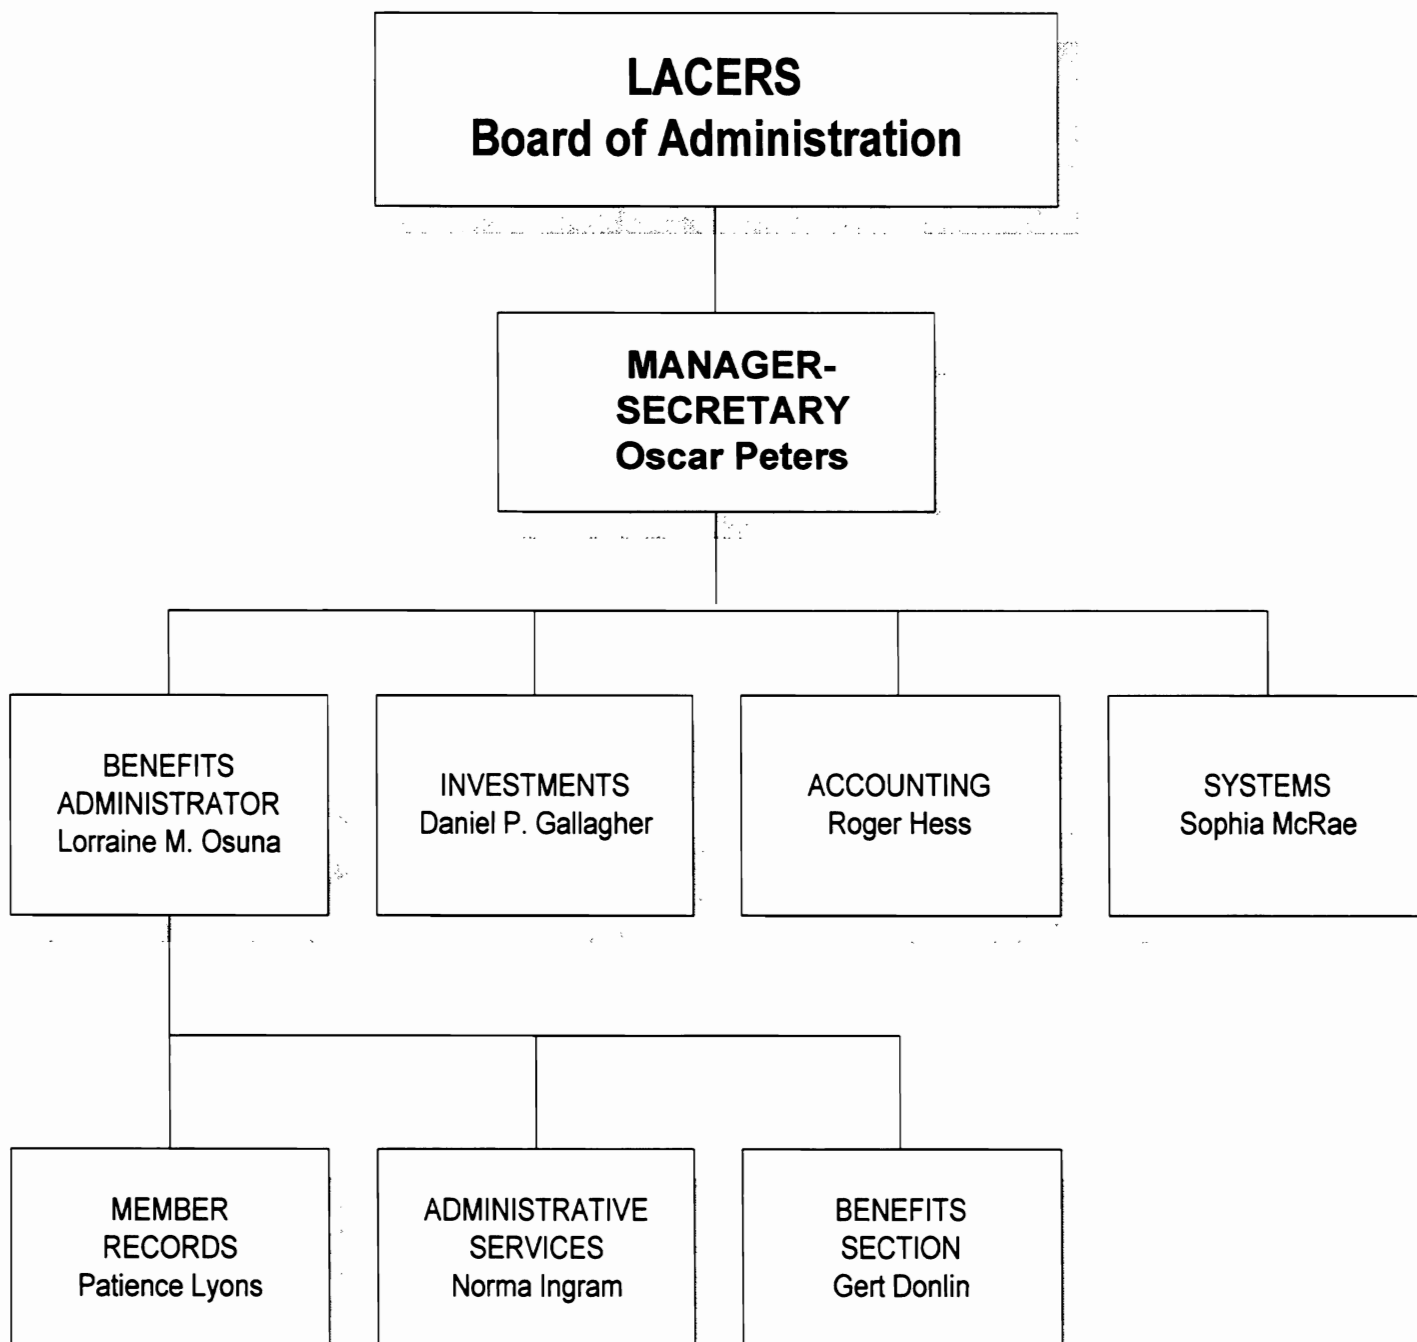 LACERS
Board of Administration
MANAGER-
SECRETARY
Oscar Peters
BENEFITS
ADMINISTRATOR
Lorraine M. Osuna
INVESTMENTS
Daniel P. Gallagher
ACCOUNTING
Roger Hess
SYSTEMS
Sophia McRae
MEMBER
RECORDS
Patience Lyons
ADMINISTRATIVE
SERVICES
Norma Ingram
BENEFITS
SECTION
Gert Donlin